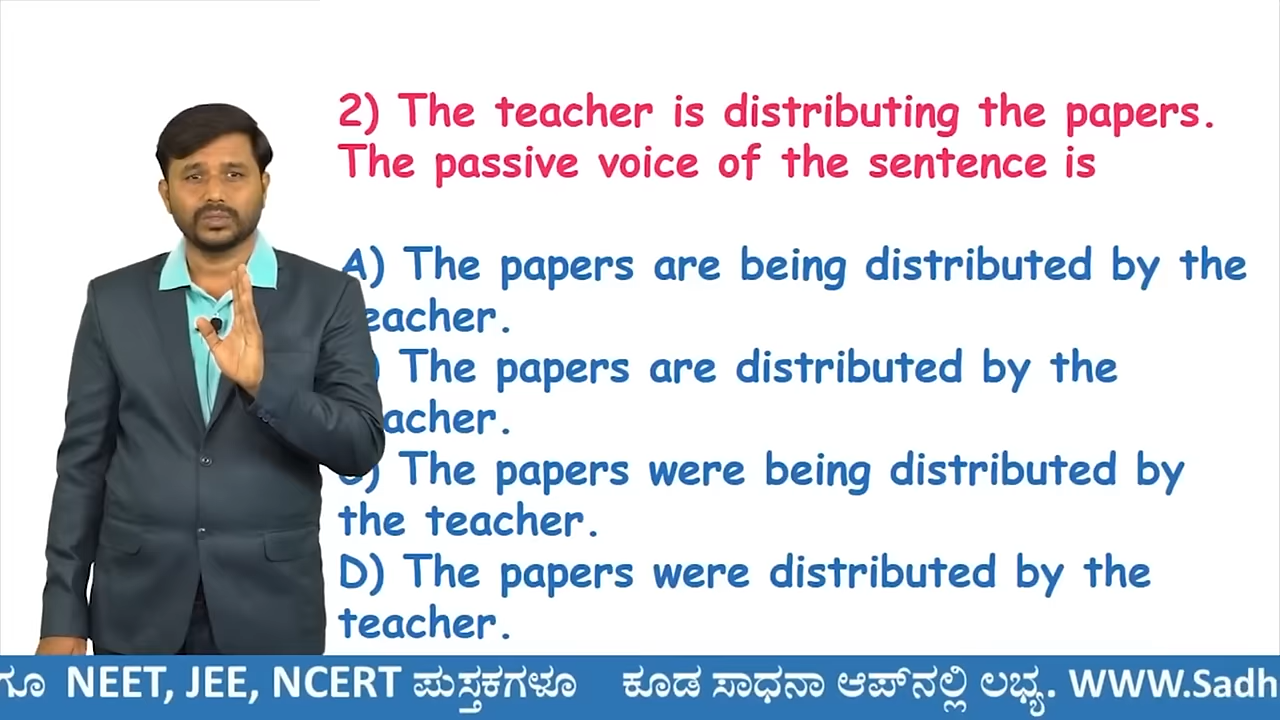 2) The teacher is distributing the papers.
The passive voice of the sentence is
A) The papers are being distributed by the
eacher.
) The papers are distributed by the
acher.
) The papers were being distributed by
the teacher.
D) The papers were distributed by the
teacher.
ಗೂ NEET, JEE, NCERT ಪುಸ್ತಕಗಳೂ ಕೂಡ ಸಾಧನಾ ಆಪ್‌ನಲ್ಲಿ ಲಭ್ಯ. WWW.Sadh